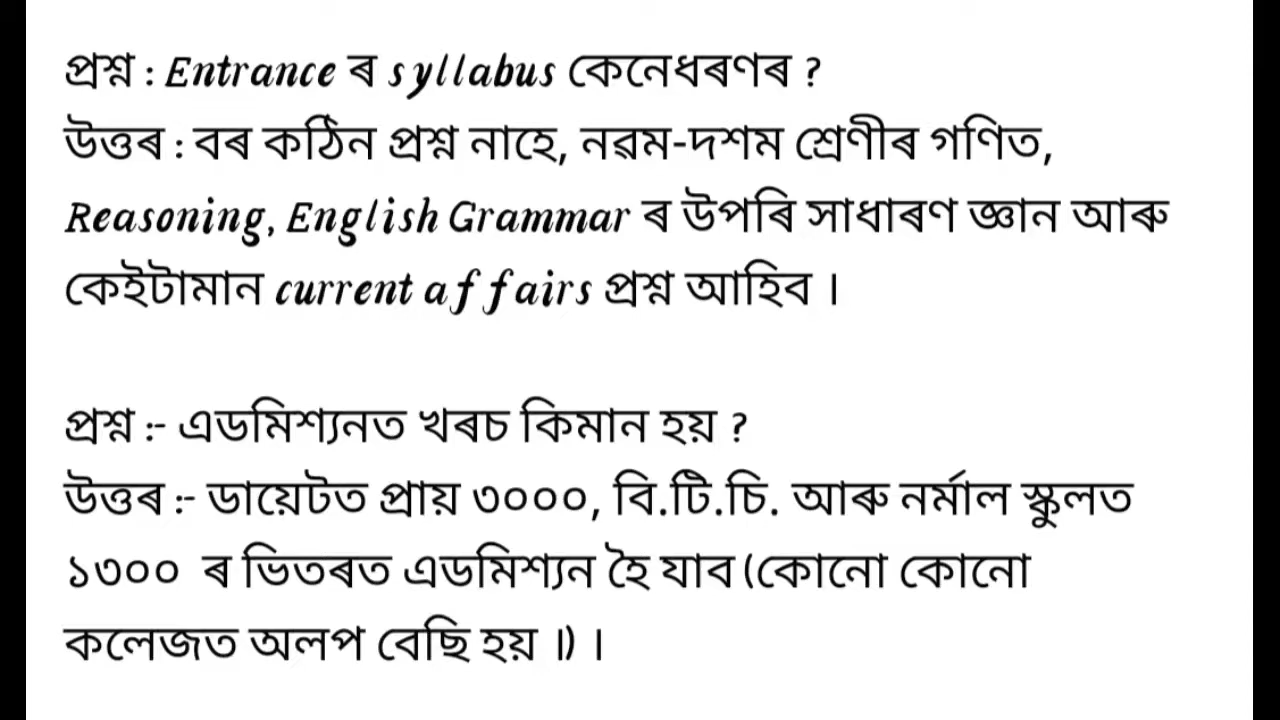 প্ৰশ্ন : Entrance ৰ syllabus কেনেধৰণৰ ?
উত্তৰ : বৰ কঠিন প্ৰশ্ন নাহে, নৱম-দশম শ্ৰেণীৰ গণিত,
Reasoning, English Grammar ৰ উপৰি সাধাৰণ জ্ঞান আৰু
কেইটামান current affairs প্ৰশ্ন আহিব ।
প্ৰশ্ন :- এডমিশ্যনত খৰচ কিমান হয় ?
উত্তৰ :- ডায়েটত প্ৰায় ৩০০০, বি.টি.চি. আৰু নৰ্মাল স্কুলত
১৩০০ ৰ ভিতৰত এডমিশ্যন হৈ যাব (কোনো কোনো
কলেজত অলপ বেছি হয় ।) ।